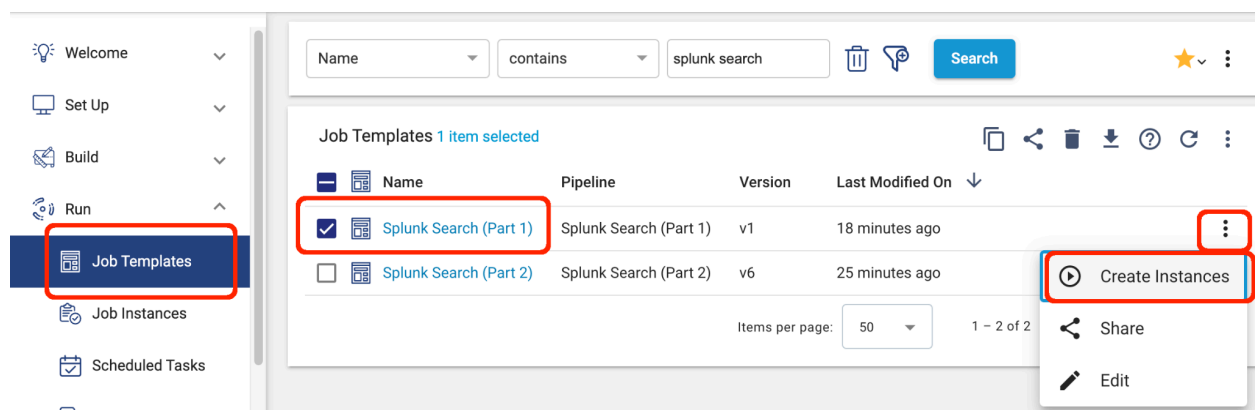 Welcome
Set Up
Build
Run
Job Templates
Job Instances
Scheduled Tasks
Name contains splunk search Search
Job Templates 1 item selected
Name Pipeline Version Last Modified On
Splunk Search (Part 1) Splunk Search (Part 1) v1 18 minutes ago
Splunk Search (Part 2) Splunk Search (Part 2) v6 25 minutes ago
Items per page: 50 1 – 2 of 2
Create Instances
Share
Edit